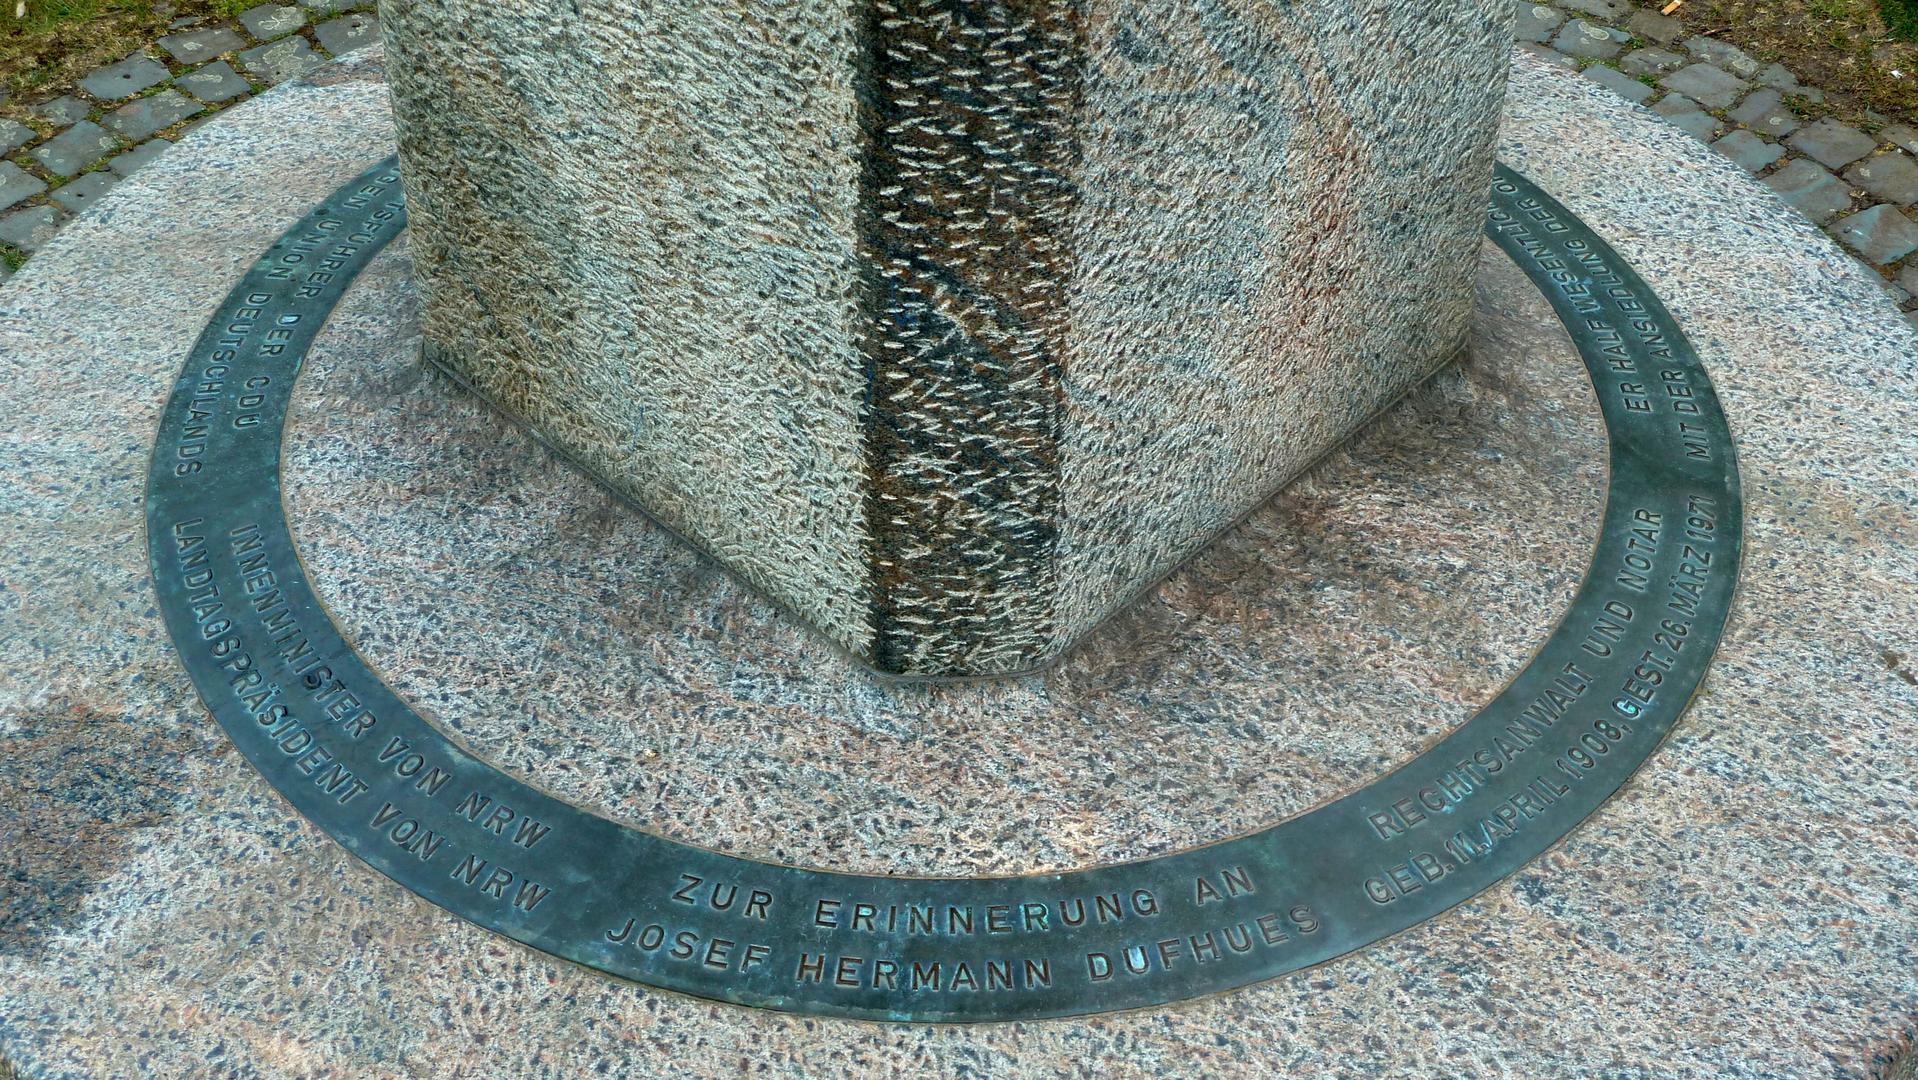 ZUR ERINNERUNG AN
JOSEF HERMANN DUFHUES
RECHTSANWALT UND NOTAR
GEB. 11. APRIL 1908, GEST. 26. MÄRZ 1971
ER HALF WESENTLICH
MIT DER ANSIEDLUNG DER
DER CDU
UNION DEUTSCHLANDS
INNENMINISTER VON NRW
LANDTAGSPRÄSIDENT VON NRW